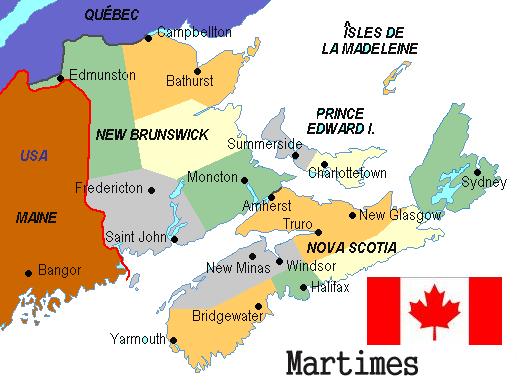 QUÉBEC
Campbellton
ÎSLES DE
LA MADELEINE
Edmunston
Bathurst
PRINCE
EDWARD I.
NEW BRUNSWICK
Summerside
USA
Charlottetown
Moncton
Sydney
Fredericton
Amherst
MAINE
New Glasgow
Truro
Saint John
NOVA SCOTIA
Bangor
New Minas
Windsor
Halifax
Bridgewater
Yarmouth
Martimes